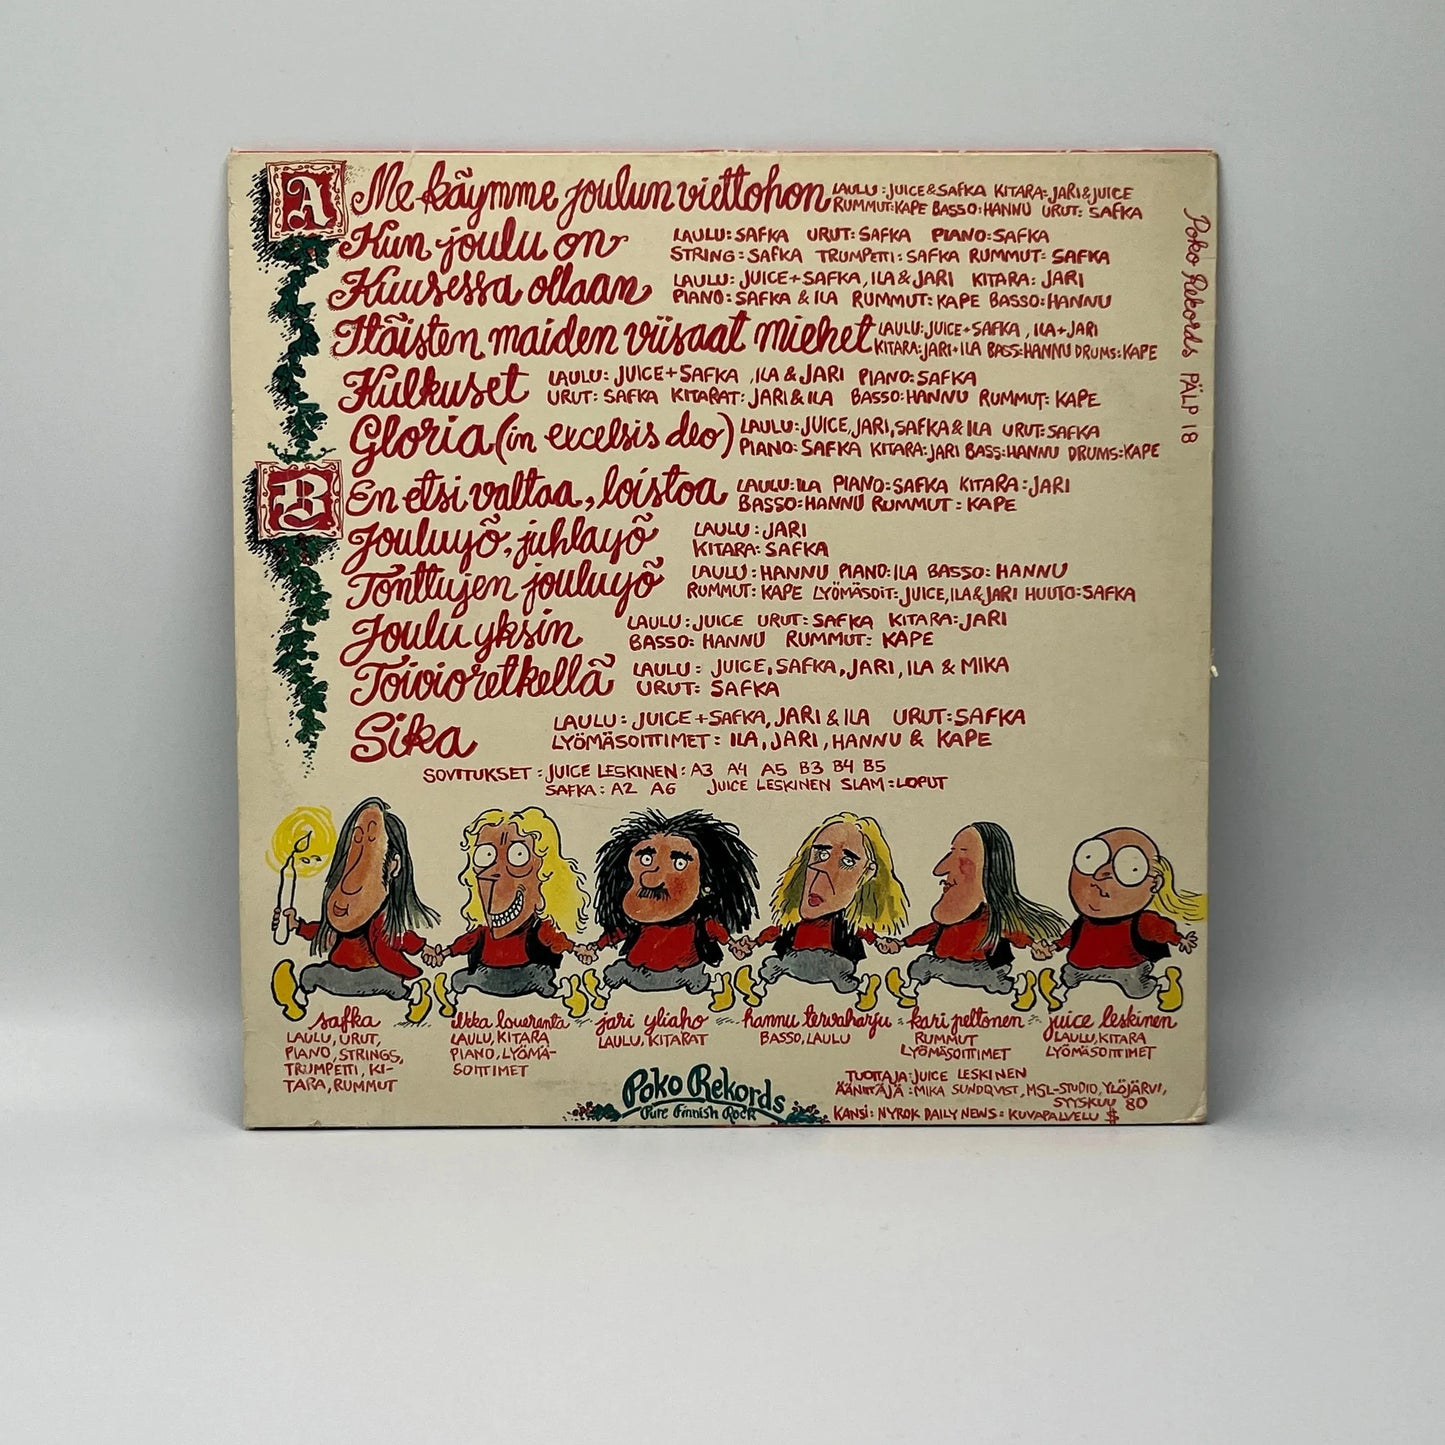 A
Me käymme joulun viettohon
LAULU: JUICE & SAFKA KITARA: JARI & JUICE
RUMMUT: KAPE BASSO: HANNU URUT: SAFKA
Kun joulu on
LAULU: SAFKA URUT: SAFKA PIANO: SAFKA
STRING: SAFKA TRUMPETTI: SAFKA RUMMUT: SAFKA
Kuusessa ollaan
LAULU: JUICE + SAFKA, ILA & JARI KITARA: JARI
PIANO: SAFKA & ILA RUMMUT: KAPE BASSO: HANNU
Itäisten maiden viisaat miehet
LAULU: JUICE + SAFKA, ILA + JARI
KITARA: JARI + ILA BASS: HANNU DRUMS: KAPE
Kulkuset
LAULU: JUICE + SAFKA, ILA & JARI PIANO: SAFKA
URUT: SAFKA KITARAT: JARI & ILA BASSO: HANNU RUMMUT: KAPE
Gloria (in excelsis deo)
LAULU: JUICE, JARI, SAFKA & ILA URUT: SAFKA
PIANO: SAFKA KITARA: JARI BASS: HANNU DRUMS: KAPE
B
En etsi valtaa, loistoa
LAULU: ILA PIANO: SAFKA KITARA: JARI
BASSO: HANNU RUMMUT: KAPE
Jouluyö, juhlayö
LAULU: JARI
KITARA: SAFKA
Tonttujen jouluyö
LAULU: HANNU PIANO: ILA BASSO: HANNU
RUMMUT: KAPE LYÖMÄSOIT: JUICE, ILA & JARI HUUTO: SAFKA
Joulu yksin
LAULU: JUICE URUT: SAFKA KITARA: JARI
BASSO: HANNU RUMMUT: KAPE
Toivioretkellä
LAULU: JUICE, SAFKA, JARI, ILA & MIKA
URUT: SAFKA
Sika
LAULU: JUICE + SAFKA, JARI & ILA URUT: SAFKA
LYÖMÄSOITTIMET: ILA, JARI, HANNU & KAPE
SOVITUKSET: JUICE LESKINEN: A3 A4 A5 B3 B4 B5
SAFKA: A2 A6 JUICE LESKINEN SLAM: LOPUT
Poko Rekords PÄLP 18
safka
LAULU, URUT,
PIANO, STRINGS,
TRUMPETTI, KI-
TARA, RUMMUT
ilkka loueranta
LAULU, KITARA
PIANO, LYÖMÄ-
SOITTIMET
jari yliaho
LAULU, KITARAT
hannu tervaharju
BASSO, LAULU
kari peltonen
RUMMUT
LYÖMÄSOITTIMET
juice leskinen
LAULU, KITARA
LYÖMÄSOITTIMET
Poko Rekords
Pure Finnish Rock
TUOTTAJA: JUICE LESKINEN
ÄÄNITTÄJÄ: MIKA SUNDQVIST, MSL-STUDIO, YLÖJÄRVI,
SYYSKUU 80
KANSI: NYROK DAILY NEWS = KUVAPALVELU $